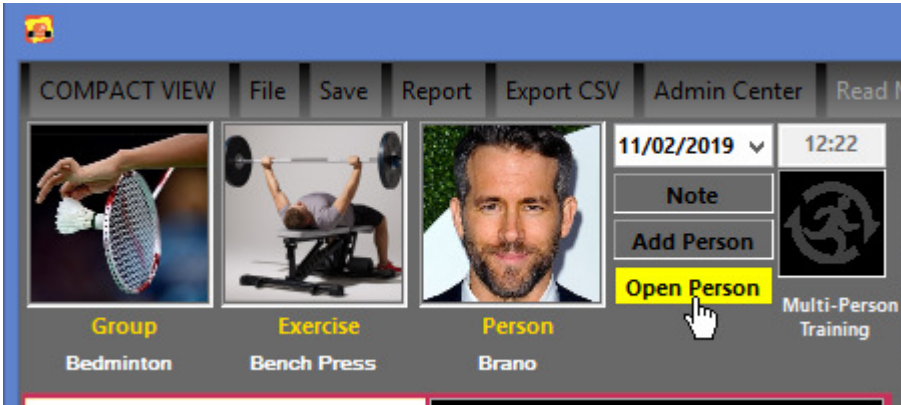 COMPACT VIEW File Save Report Export CSV Admin Center Read
11/02/2019 12:22
Note
Add Person
Open Person
Multi-Person
Training
Group Exercise Person
Bedminton Bench Press Brano